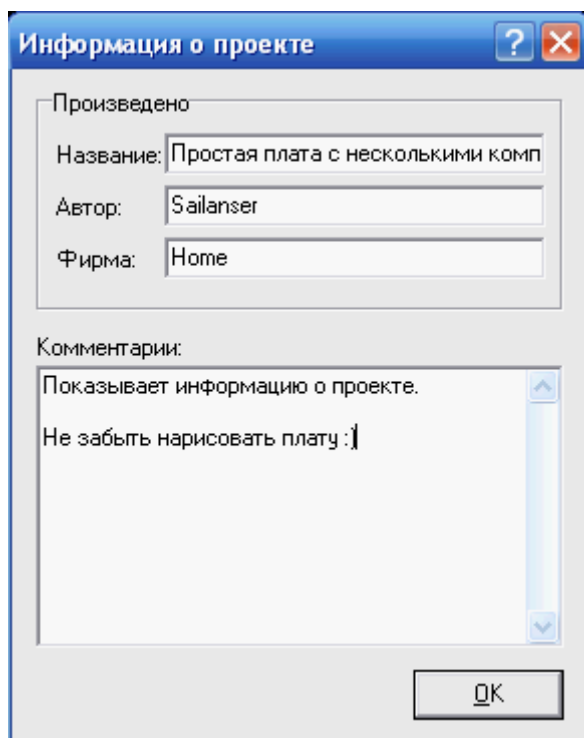 Информация о проекте
?
Произведено
Название: Простая плата с несколькими комп
Автор: Sailanser
Фирма: Home
Комментарии:
Показывает информацию о проекте.
Не забыть нарисовать плату :)
OK